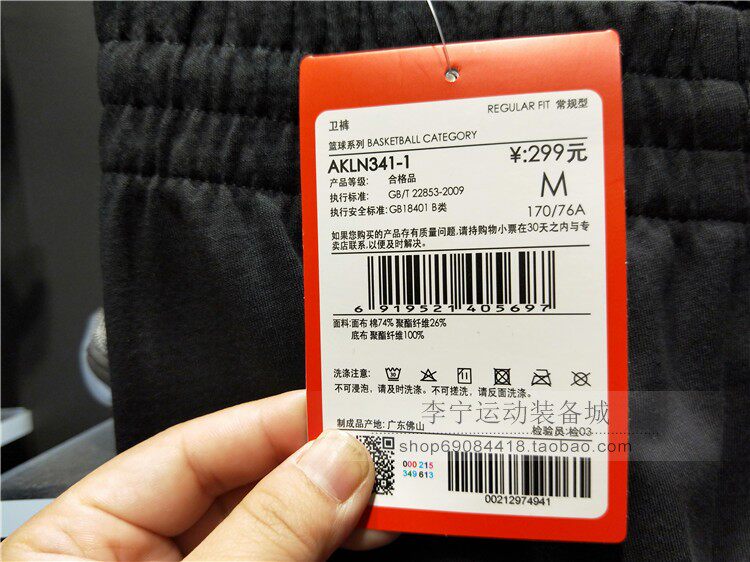 REGULAR FIT 常规型
卫裤
篮球系列 BASKETBALL CATEGORY
AKLN341-1
¥:299元
产品等级: 合格品
M
执行标准: GB/T 22853-2009
执行安全标准:GB18401 B类
170/76A
如果您购买的产品存有质量问题,请持购物小票在30天之内与专
卖店联系,以便及时解决。
6 919521 405697
面料:面布 棉74% 聚酯纤维26%
底布 聚酯纤维100%
洗涤注意:
不可浸泡, 请及时洗涤。不可搓洗, 请反面洗涤。
李宁运动装备城
制成品产地: 广东佛山
检验员:检03
shop69084418.taobao.com
000 215
349 613
00212974941